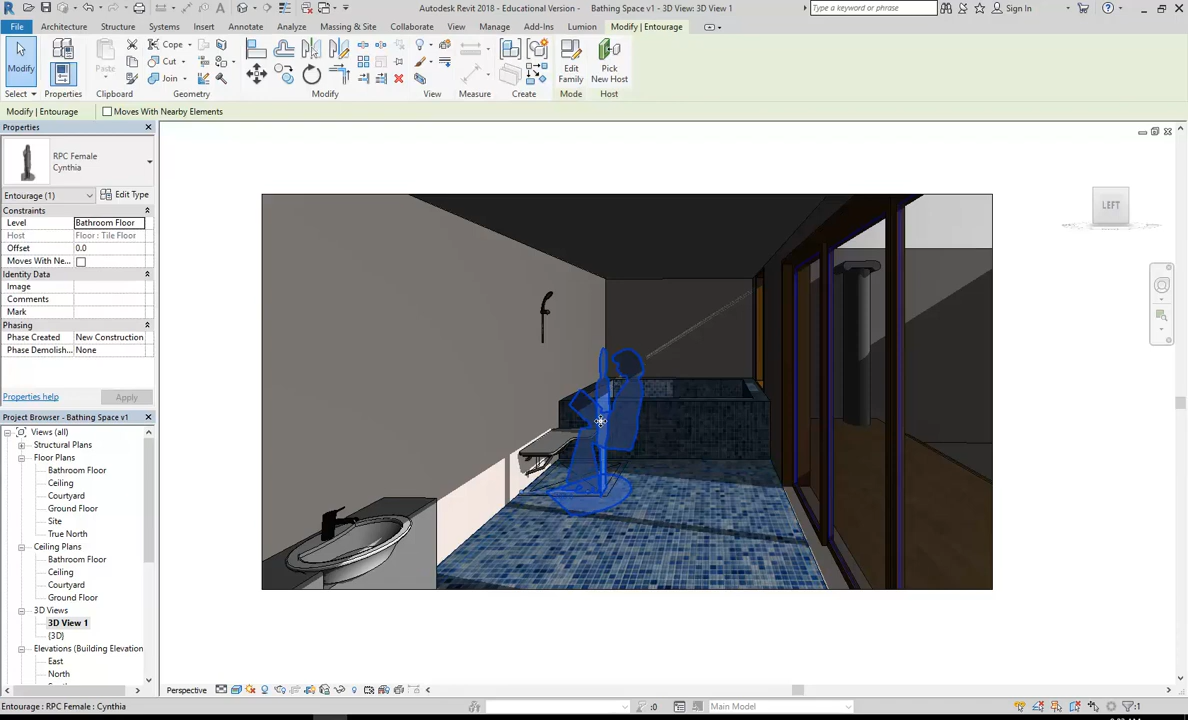 Autodesk Revit 2018 - Educational Version - Bathing Space v1 - 3D View: 3D View 1
Type a keyword or phrase
Sign In
File Architecture Structure Systems Insert Annotate Analyze Massing & Site Collaborate View Manage Add-Ins Lumion Modify | Entourage
Modify
Paste
Cope
Cut
Join
Edit Family
Pick New Host
Select Properties Clipboard Geometry Modify View Measure Create Mode Host
Modify | Entourage Moves With Nearby Elements
Properties
RPC Female
Cynthia
Entourage (1) Edit Type
Constraints
Level Bathroom Floor
Host Floor : Tile Floor
Offset 0.0
Moves With Ne...
Identity Data
Image
Comments
Mark
Phasing
Phase Created New Construction
Phase Demolish... None
Properties help Apply
Project Browser - Bathing Space v1
Views (all)
Structural Plans
Floor Plans
Bathroom Floor
Ceiling
Courtyard
Ground Floor
Site
True North
Ceiling Plans
Bathroom Floor
Ceiling
Courtyard
Ground Floor
3D Views
3D View 1
{3D}
Elevations (Building Elevation
East
North
LEFT
Perspective
Entourage : RPC Female : Cynthia
:0
Main Model
:1